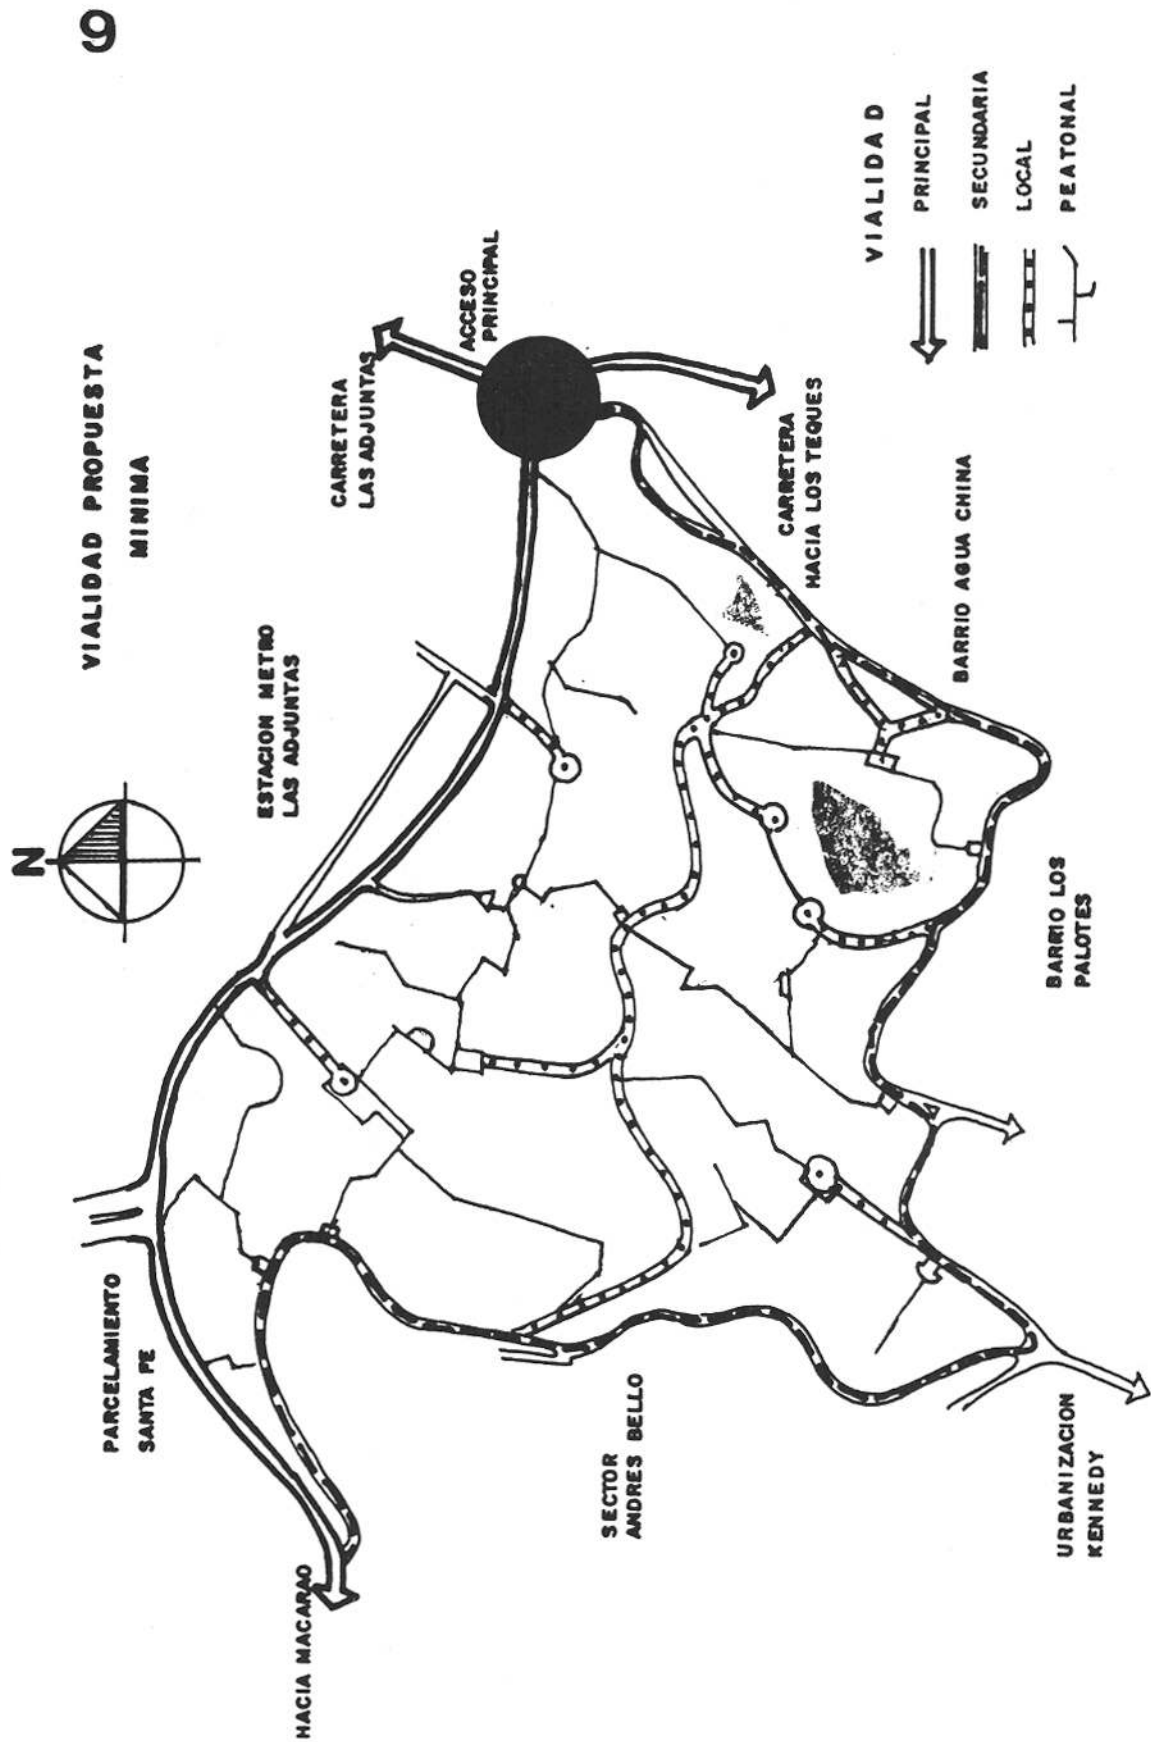 9
VIALIDAD PROPUESTA
MINIMA
N
ESTACION METRO
LAS ADJUNTAS
CARRETERA
LAS ADJUNTAS
ACCESO
PRINCIPAL
PARCELAMIENTO
SANTA FE
HACIA MACARAO
SECTOR
ANDRES BELLO
URBANIZACION
KENNEDY
BARRIO LOS
PALOTES
BARRIO AGUA CHINA
CARRETERA
HACIA LOS TEQUES
VIALIDAD
PRINCIPAL
SECUNDARIA
LOCAL
PEATONAL